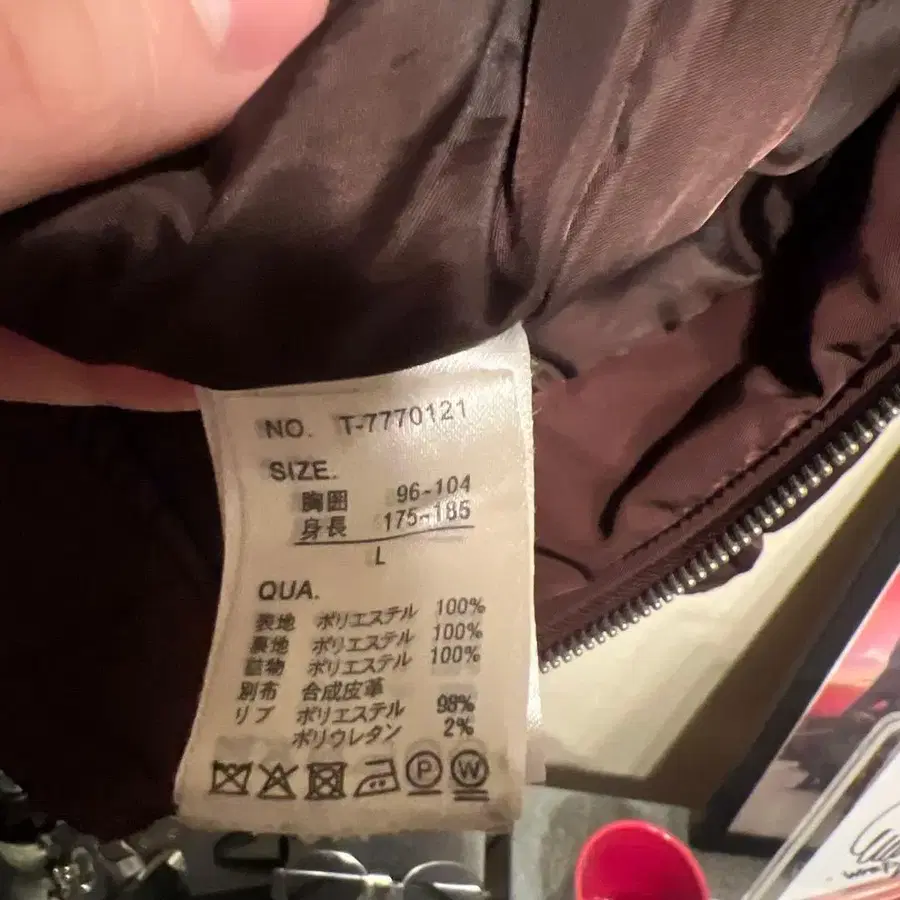 NO. T-7770121
SIZE.
胸囲 96-104
身長 175-185
L
QUA.
表地 ポリエステル 100%
裏地 ポリエステル 100%
詰物 ポリエステル 100%
別布 合成皮革
リブ ポリエステル 98%
ポリウレタン 2%
P W